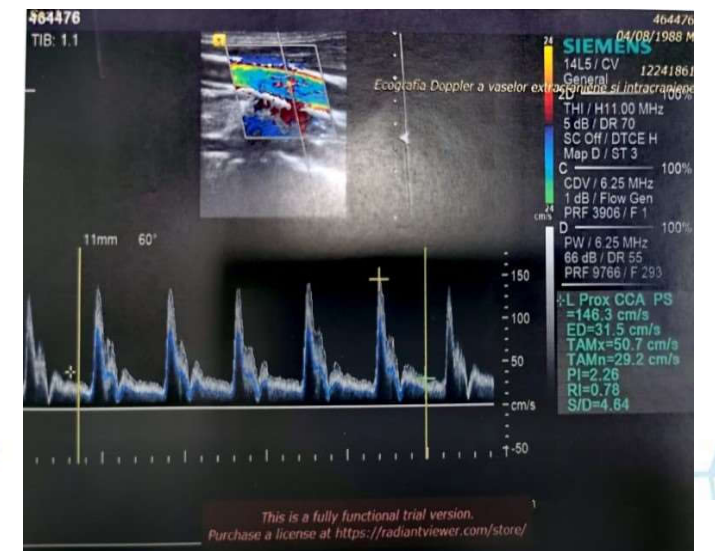 464476
TIB: 1.1
464476
04/08/1988 M
SIEMENS
12241861
Ecografia Doppler a vaselor extracraniene si intracraniene
14L5 / CV
General
2D 100%
THI / H11.00 MHz
5 dB / DR 70
SC Off / DTCE H
Map D / ST 3
C 100%
CDV / 6.25 MHz
1 dB / Flow Gen
PRF 3906 / F 1
D 100%
PW / 6.25 MHz
66 dB / DR 55
PRF 9766 / F 293
24
24
cm/s
11mm 60°
150
100
50
cm/s
-50
L Prox CCA PS
=146.3 cm/s
ED=31.5 cm/s
TAMx=50.7 cm/s
TAMn=29.2 cm/s
PI=2.26
RI=0.78
S/D=4.64
This is a fully functional trial version.
Purchase a license at https://radiantviewer.com/store/